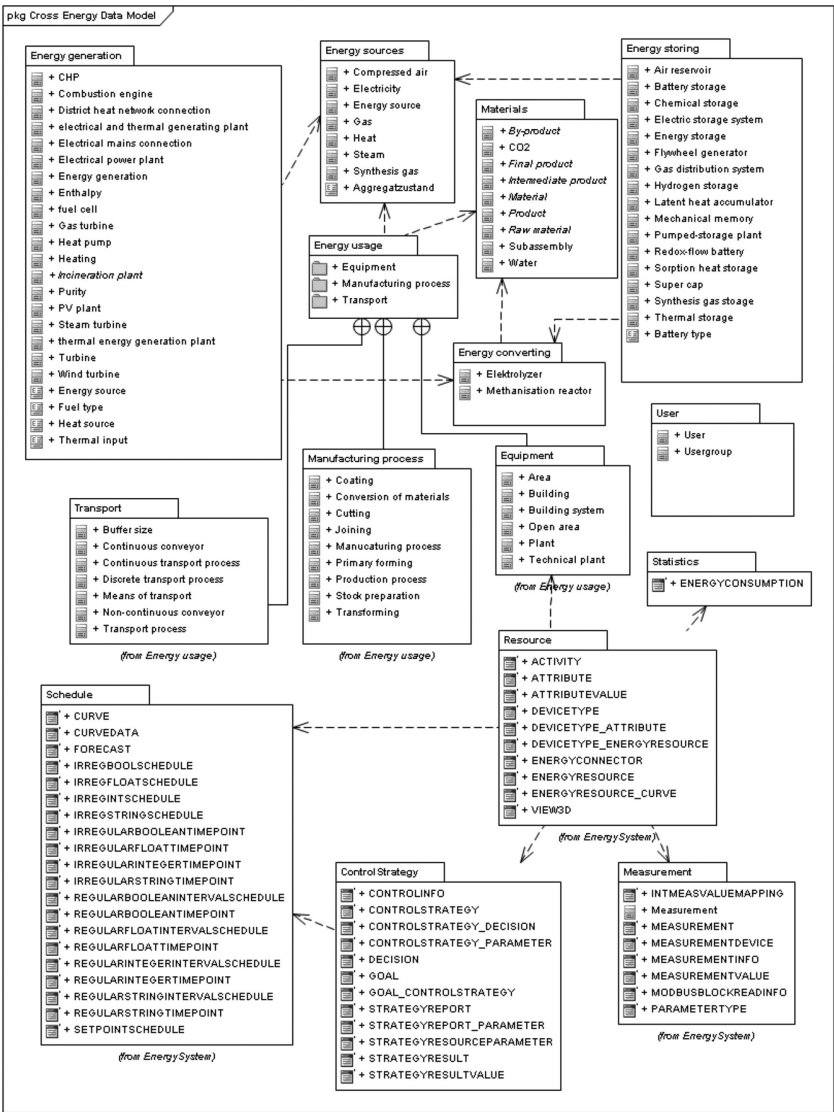 pkg Cross Energy Data Model
Energy generation
+ CHP
+ Combustion engine
+ District heat network connection
+ electrical and thermal generating plant
+ Electrical mains connection
+ Electrical power plant
+ Energy generation
+ Enthalpy
+ fuel cell
+ Gas turbine
+ Heat pump
+ Heating
+ Incineration plant
+ Purity
+ PV plant
+ Steam turbine
+ thermal energy generation plant
+ Turbine
+ Wind turbine
+ Energy source
+ Fuel type
+ Heat source
+ Thermal input
Energy sources
+ Compressed air
+ Electricity
+ Energy source
+ Gas
+ Heat
+ Steam
+ Synthesis gas
+ Aggregatzustand
Energy storing
+ Air reservoir
+ Battery storage
+ Chemical storage
+ Electric storage system
+ Energy storage
+ Flywheel generator
+ Gas distribution system
+ Hydrogen storage
+ Latent heat accumulator
+ Mechanical memory
+ Pumped-storage plant
+ Redox-flow battery
+ Sorption heat storage
+ Super cap
+ Synthesis gas stoage
+ Thermal storage
+ Battery type
Materials
+ By-product
+ CO2
+ Final product
+ Intermediate product
+ Material
+ Product
+ Raw material
+ Subassembly
+ Water
Energy usage
+ Equipment
+ Manufacturing process
+ Transport
Energy converting
+ Elektrolyzer
+ Methanisation reactor
User
+ User
+ Usergroup
Manufacturing process
+ Coating
+ Conversion of materials
+ Cutting
+ Joining
+ Manucaturing process
+ Primary forming
+ Production process
+ Stock preparation
+ Transforming
(from Energy usage)
Equipment
+ Area
+ Building
+ Building system
+ Open area
+ Plant
+ Technical plant
(from Energy usage)
Transport
+ Buffer size
+ Continuous conveyor
+ Continuous transport process
+ Discrete transport process
+ Means of transport
+ Non-continuous conveyor
+ Transport process
(from Energy usage)
Statistics
+ ENERGYCONSUMPTION
Resource
+ ACTIVITY
+ ATTRIBUTE
+ ATTRIBUTEVALUE
+ DEVICETYPE
+ DEVICETYPE_ATTRIBUTE
+ DEVICETYPE_ENERGYRESOURCE
+ ENERGYCONNECTOR
+ ENERGYRESOURCE
+ ENERGYRESOURCE_CURVE
+ VIEW3D
(from EnergySystem)
Schedule
+ CURVE
+ CURVEDATA
+ FORECAST
+ IRREGBOOLSCHEDULE
+ IRREGFLOATSCHEDULE
+ IRREGINTSCHEDULE
+ IRREGSTRINGSCHEDULE
+ IRREGULARBOOLEANTIMEPOINT
+ IRREGULARFLOATTIMEPOINT
+ IRREGULARINTEGERTIMEPOINT
+ IRREGULARSTRINGTIMEPOINT
+ REGULARBOOLEANINTERVALSCHEDULE
+ REGULARBOOLEANTIMEPOINT
+ REGULARFLOATINTERVALSCHEDULE
+ REGULARFLOATTIMEPOINT
+ REGULARINTEGERINTERVALSCHEDULE
+ REGULARINTEGERTIMEPOINT
+ REGULARSTRINGINTERVALSCHEDULE
+ REGULARSTRINGTIMEPOINT
+ SETPOINTSCHEDULE
(from EnergySystem)
Control Strategy
+ CONTROLINFO
+ CONTROLSTRATEGY
+ CONTROLSTRATEGY_DECISION
+ CONTROLSTRATEGY_PARAMETER
+ DECISION
+ GOAL
+ GOAL_CONTROLSTRATEGY
+ STRATEGYREPORT
+ STRATEGYREPORT_PARAMETER
+ STRATEGYRESOURCEPARAMETER
+ STRATEGYRESULT
+ STRATEGYRESULTVALUE
Measurement
+ INTMEASVALUEMAPPING
+ Measurement
+ MEASUREMENT
+ MEASUREMENTDEVICE
+ MEASUREMENTINFO
+ MEASUREMENTVALUE
+ MODBUSBLOCKREADINFO
+ PARAMETERTYPE
(from EnergySystem)